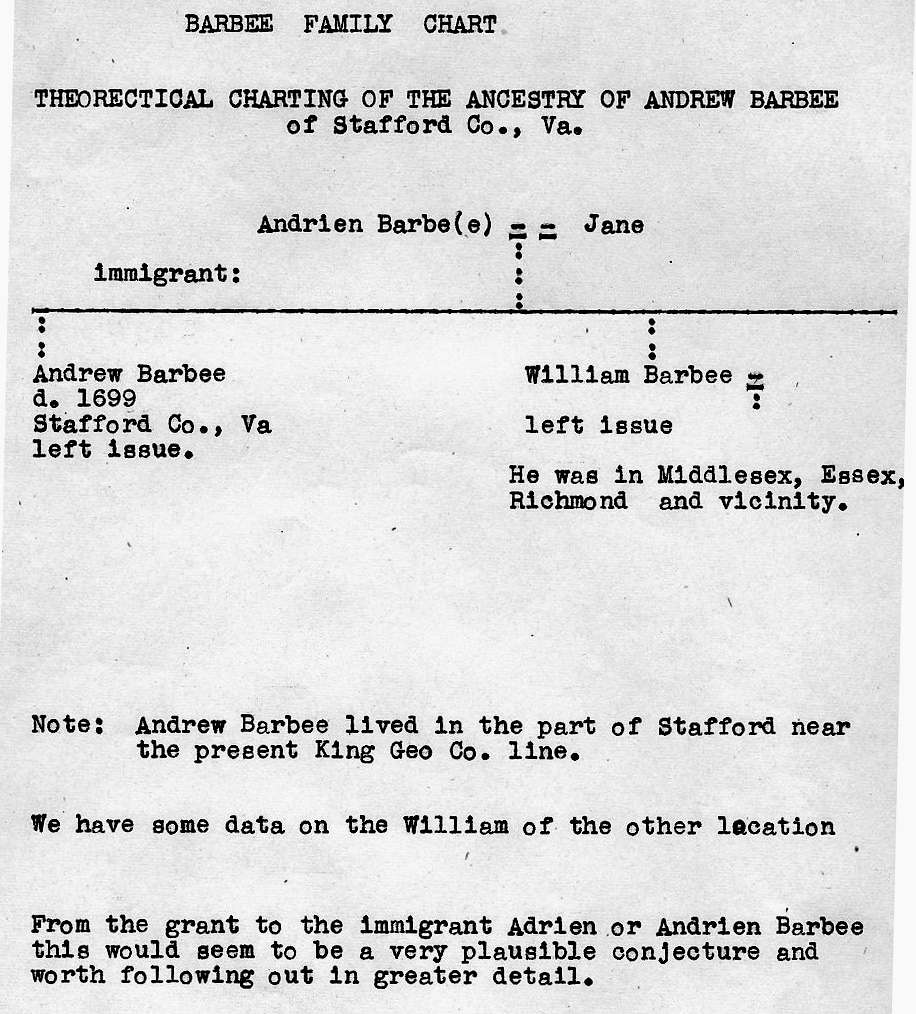 BARBEE FAMILY CHART
THEORECTICAL CHARTING OF THE ANCESTRY OF ANDREW BARBEE
of Stafford Co., Va.
Andrien Barbe(e) = = Jane
immigrant:
Andrew Barbee
d. 1699
Stafford Co., Va
left issue.
William Barbee =
left issue
He was in Middlesex, Essex,
Richmond and vicinity.
Note: Andrew Barbee lived in the part of Stafford near
the present King Geo Co. line.
We have some data on the William of the other location
From the grant to the immigrant Adrien or Andrien Barbee
this would seem to be a very plausible conjecture and
worth following out in greater detail.